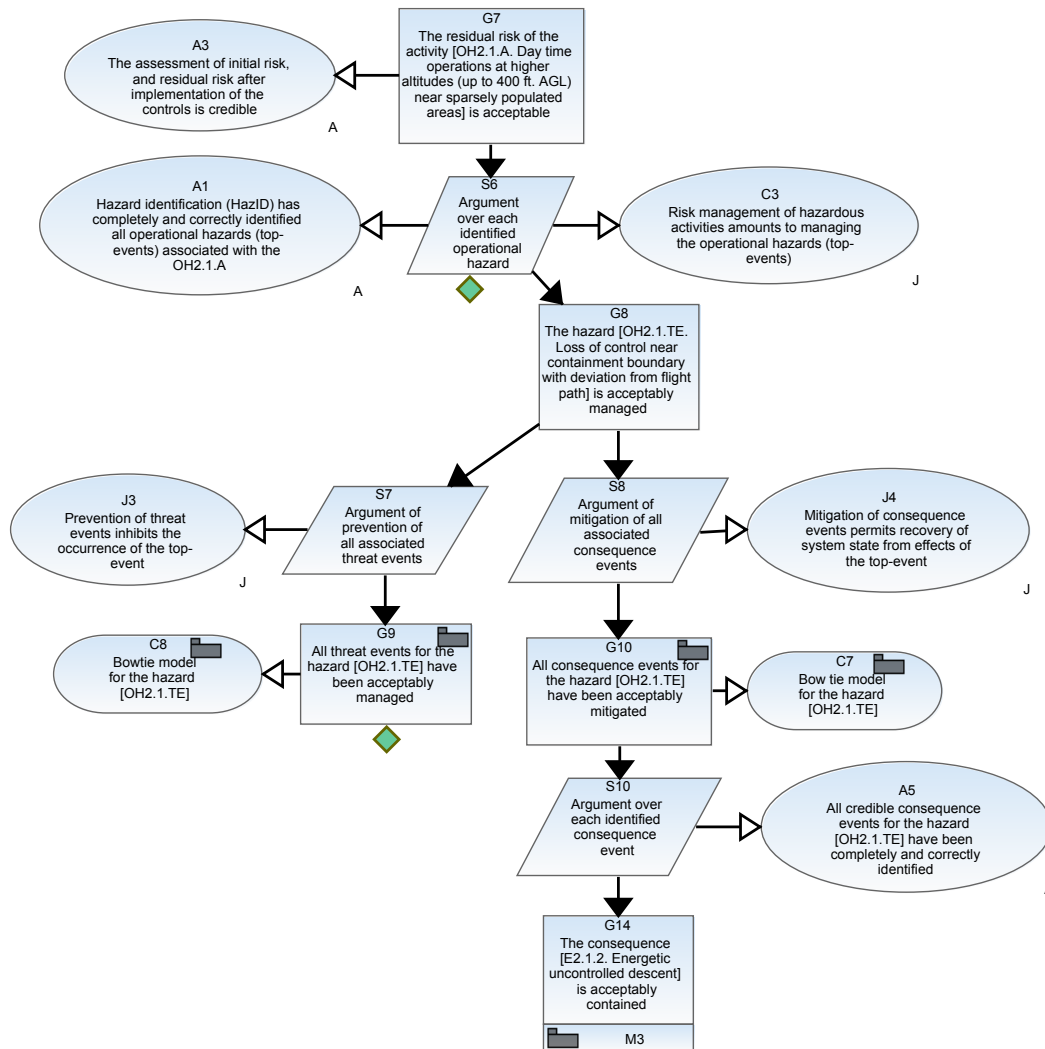 G7
The residual risk of the
activity [OH2.1.A. Day time
operations at higher
altitudes (up to 400 ft. AGL)
near sparsely populated
areas] is acceptable
A3
The assessment of initial risk,
and residual risk after
implementation of the
controls is credible
A
A1
Hazard identification (HazID) has
completely and correctly identified
all operational hazards (top-
events) associated with the
OH2.1.A
A
S6
Argument
over each
identified
operational
hazard
C3
Risk management of hazardous
activities amounts to managing
the operational hazards (top-
events)
J
G8
The hazard [OH2.1.TE.
Loss of control near
containment boundary
with deviation from flight
path] is acceptably
managed
J3
Prevention of threat
events inhibits the
occurrence of the top-
event
J
S7
Argument of
prevention of
all associated
threat events
S8
Argument of
mitigation of all
associated
consequence
events
J4
Mitigation of consequence
events permits recovery of
system state from effects of
the top-event
J
C8
Bowtie model
for the hazard
[OH2.1.TE]
G9
All threat events for the
hazard [OH2.1.TE] have
been acceptably
managed
G10
All consequence events for
the hazard [OH2.1.TE]
have been acceptably
mitigated
C7
Bow tie model
for the hazard
[OH2.1.TE]
S10
Argument over
each identified
consequence
event
A5
All credible consequence
events for the hazard
[OH2.1.TE] have been
completely and correctly
identified
G14
The consequence
[E2.1.2. Energetic
uncontrolled descent]
is acceptably
contained
M3